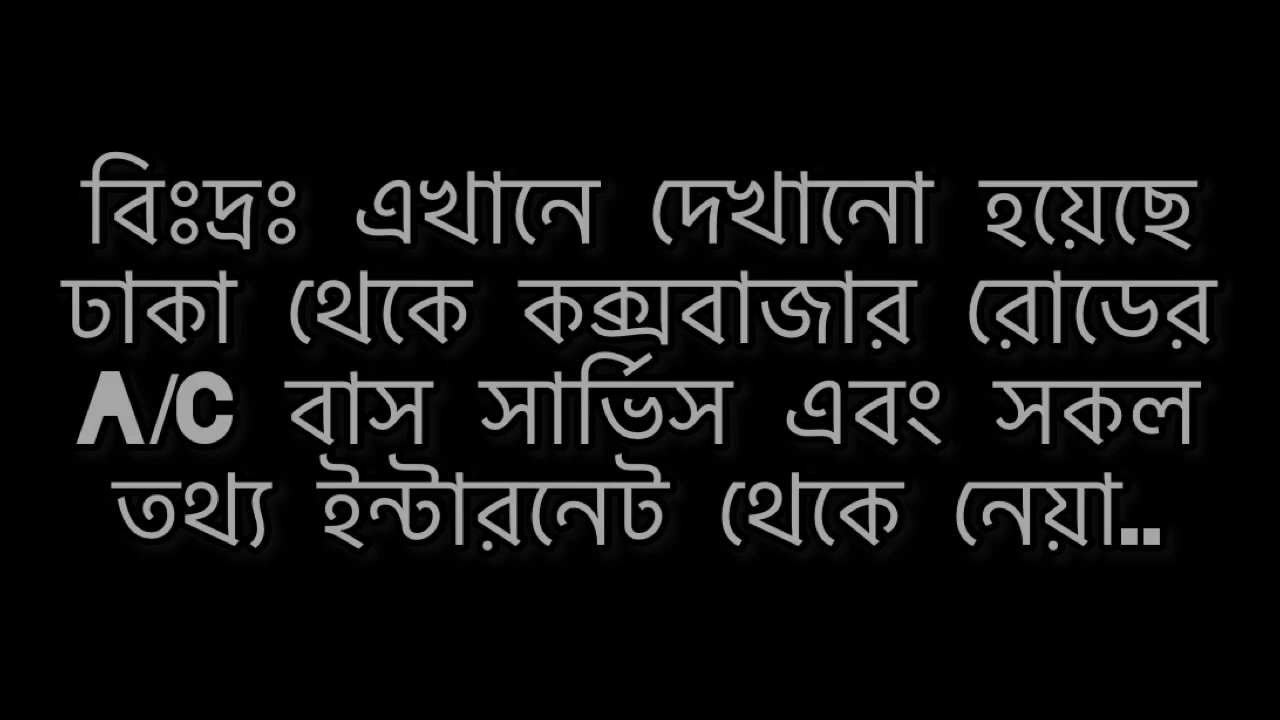 বিঃদ্রঃ এখানে দেখানো হয়েছে
ঢাকা থেকে কক্সবাজার রোডের
A/C বাস সার্ভিস এবং সকল
তথ্য ইন্টারনেট থেকে নেয়া..